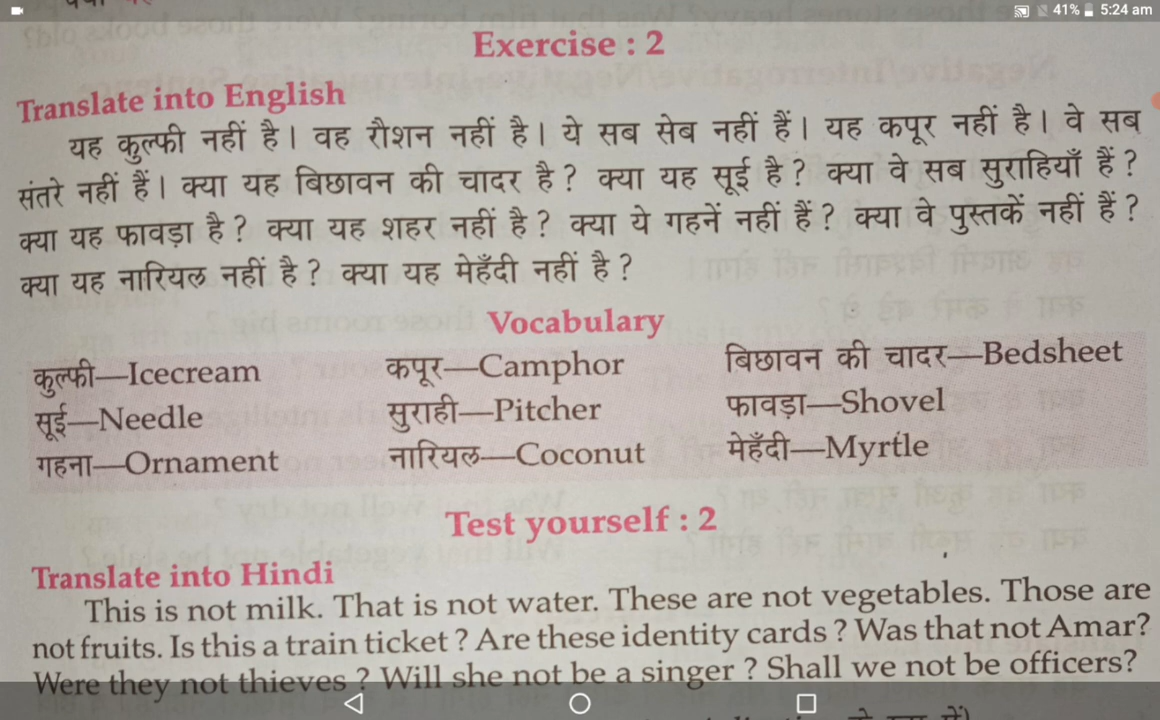 41% 5:24 am
Exercise : 2
Translate into English
यह कुल्फी नहीं है। वह रौशन नहीं है। ये सब सेब नहीं हैं। यह कपूर नहीं है। वे सब
संतरे नहीं हैं। क्या यह बिछावन की चादर है? क्या यह सूई है? क्या वे सब सुराहियाँ हैं?
क्या यह फावड़ा है? क्या यह शहर नहीं है? क्या ये गहनें नहीं हैं? क्या वे पुस्तकें नहीं हैं?
क्या यह नारियल नहीं है? क्या यह मेहँदी नहीं है?
Vocabulary
कुल्फी—Icecream कपूर—Camphor बिछावन की चादर—Bedsheet
सूई—Needle सुराही—Pitcher फावड़ा—Shovel
गहना—Ornament नारियल—Coconut मेहँदी—Myrtle
Test yourself : 2
Translate into Hindi
This is not milk. That is not water. These are not vegetables. Those are
not fruits. Is this a train ticket ? Are these identity cards ? Was that not Amar?
Were they not thieves ? Will she not be a singer ? Shall we not be officers?